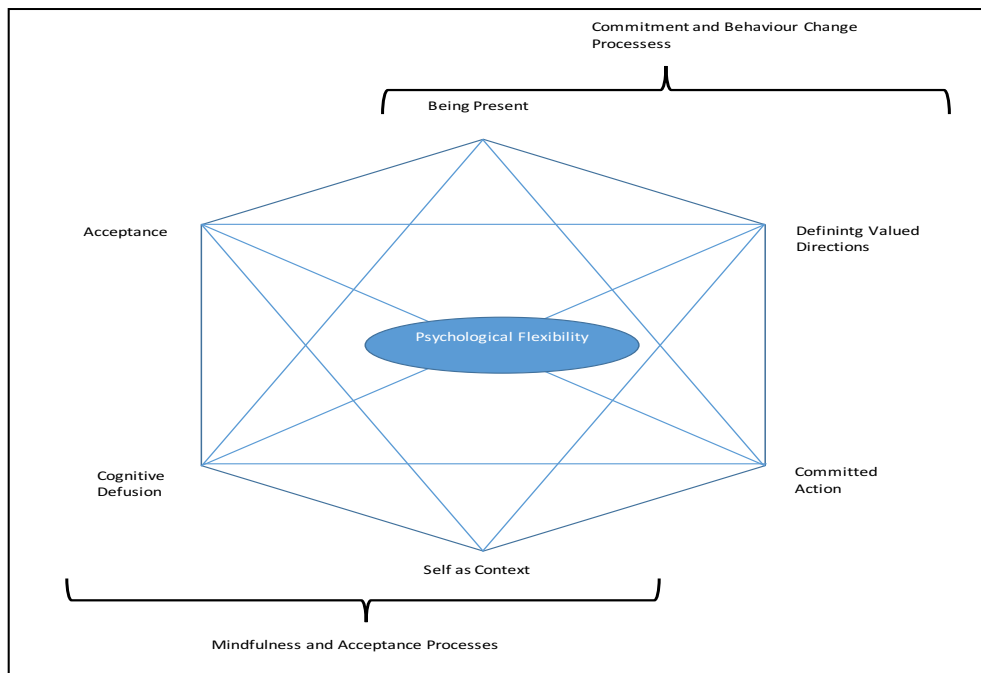 Commitment and Behaviour Change
Processess
Being Present
Acceptance
Definintg Valued
Directions
Psychological Flexibility
Cognitive
Defusion
Committed
Action
Self as Context
Mindfulness and Acceptance Processes